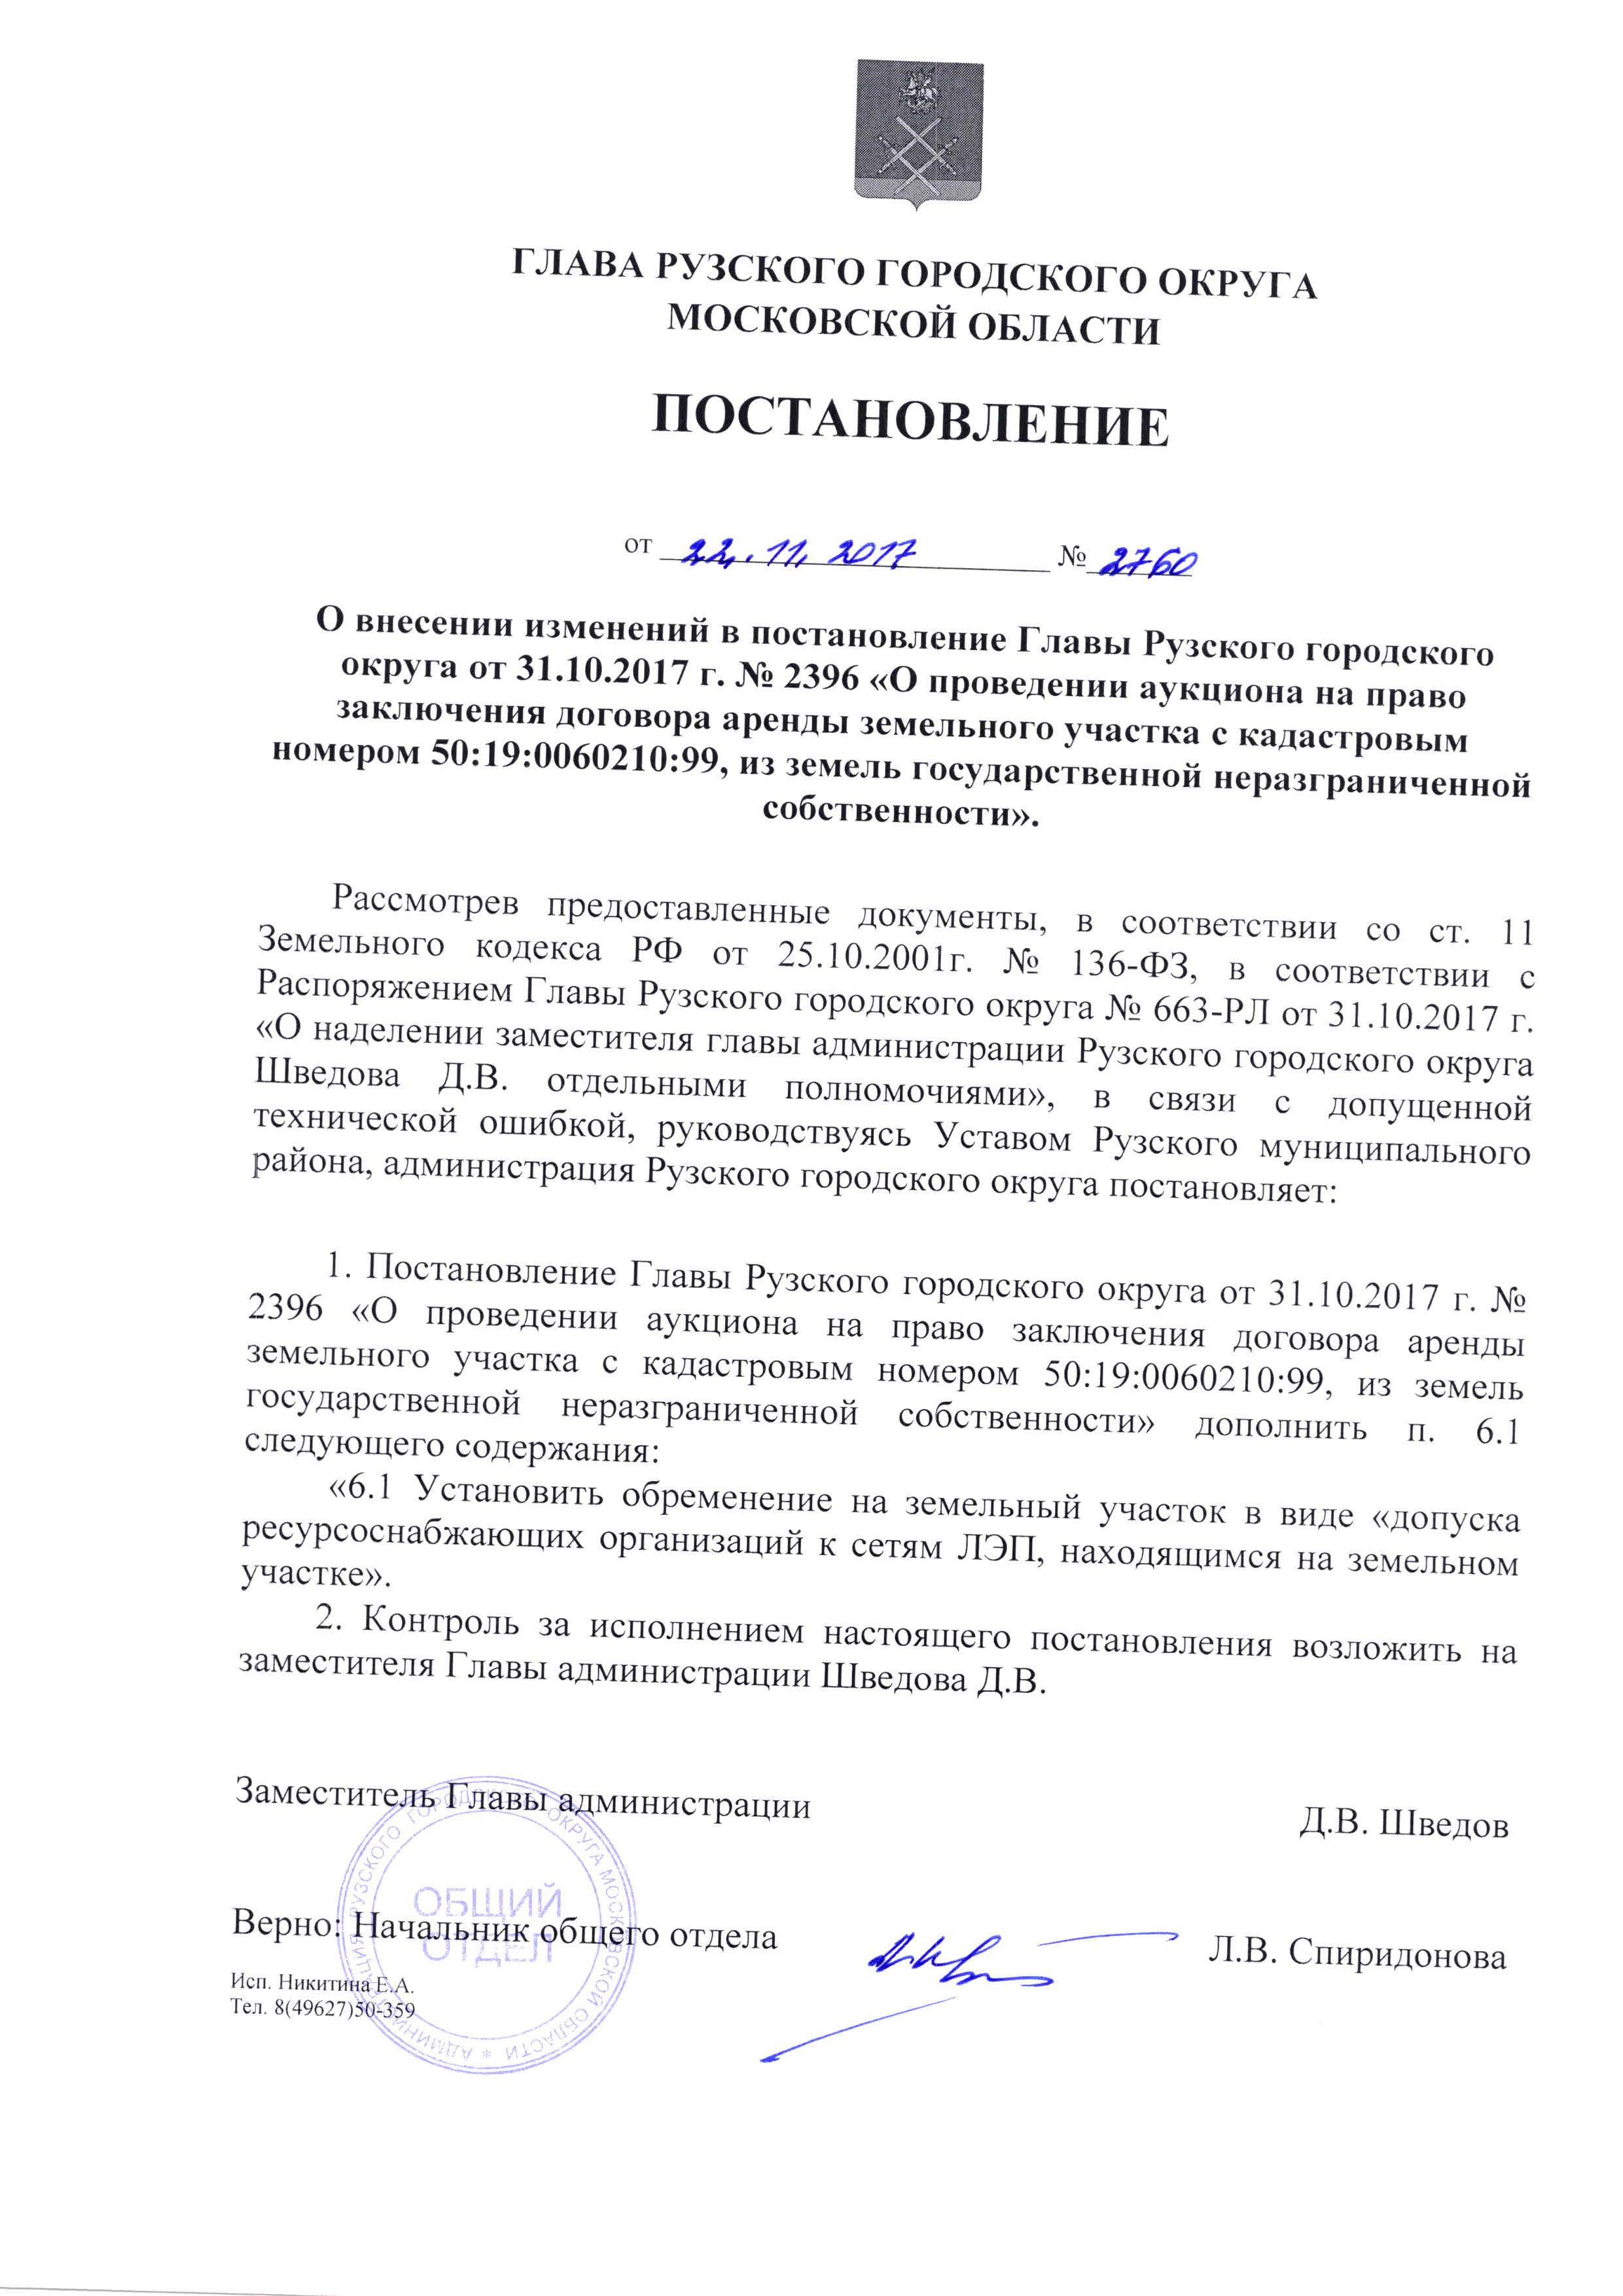 ГЛАВА РУЗСКОГО ГОРОДСКОГО ОКРУГА
МОСКОВСКОЙ ОБЛАСТИ
ПОСТАНОВЛЕНИЕ
от 22.11.2017 № 2760
О внесении изменений в постановление Главы Рузского городского
округа от 31.10.2017 г. № 2396 «О проведении аукциона на право
заключения договора аренды земельного участка с кадастровым
номером 50:19:0060210:99, из земель государственной неразграниченной
собственности».
Рассмотрев предоставленные документы, в соответствии со ст. 11
Земельного кодекса РФ от 25.10.2001г. № 136-ФЗ, в соответствии с
Распоряжением Главы Рузского городского округа № 663-РЛ от 31.10.2017 г.
«О наделении заместителя главы администрации Рузского городского округа
Шведова Д.В. отдельными полномочиями», в связи с допущенной
технической ошибкой, руководствуясь Уставом Рузского муниципального
района, администрация Рузского городского округа постановляет:
1. Постановление Главы Рузского городского округа от 31.10.2017 г. №
2396 «О проведении аукциона на право заключения договора аренды
земельного участка с кадастровым номером 50:19:0060210:99, из земель
государственной неразграниченной собственности» дополнить п. 6.1
следующего содержания:
«6.1 Установить обременение на земельный участок в виде «допуска
ресурсоснабжающих организаций к сетям ЛЭП, находящимся на земельном
участке».
2. Контроль за исполнением настоящего постановления возложить на
заместителя Главы администрации Шведова Д.В.
Заместитель Главы администрации Д.В. Шведов
Верно: Начальник общего отдела Л.В. Спиридонова
Исп. Никитина Е.А.
Тел. 8(49627)50-359
АДМИНИСТРАЦИЯ РУЗСКОГО ГОРОДСКОГО ОКРУГА МОСКОВСКОЙ ОБЛАСТИ *
ОБЩИЙ
ОТДЕЛ